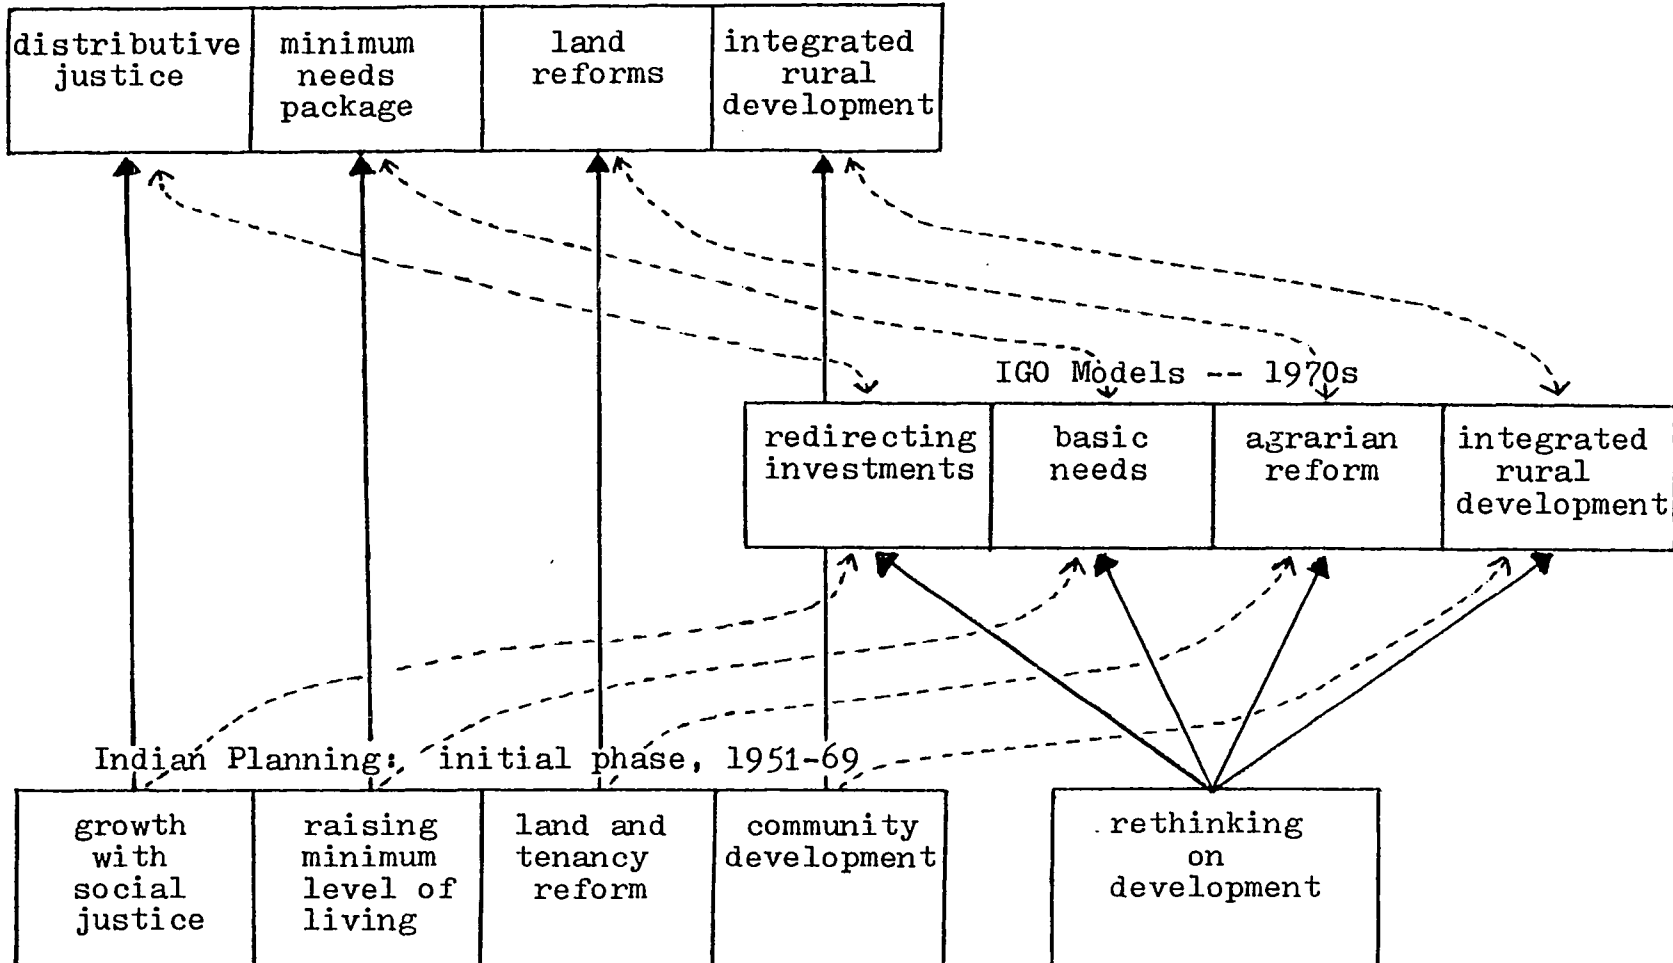 distributive
justice
minimum
needs
package
land
reforms
integrated
rural
development
IGO Models -- 1970s
redirecting
investments
basic
needs
agrarian
reform
integrated
rural
development
Indian Planning: initial phase, 1951-69
growth
with
social
justice
raising
minimum
level of
living
land and
tenancy
reform
community
development
rethinking
on
development